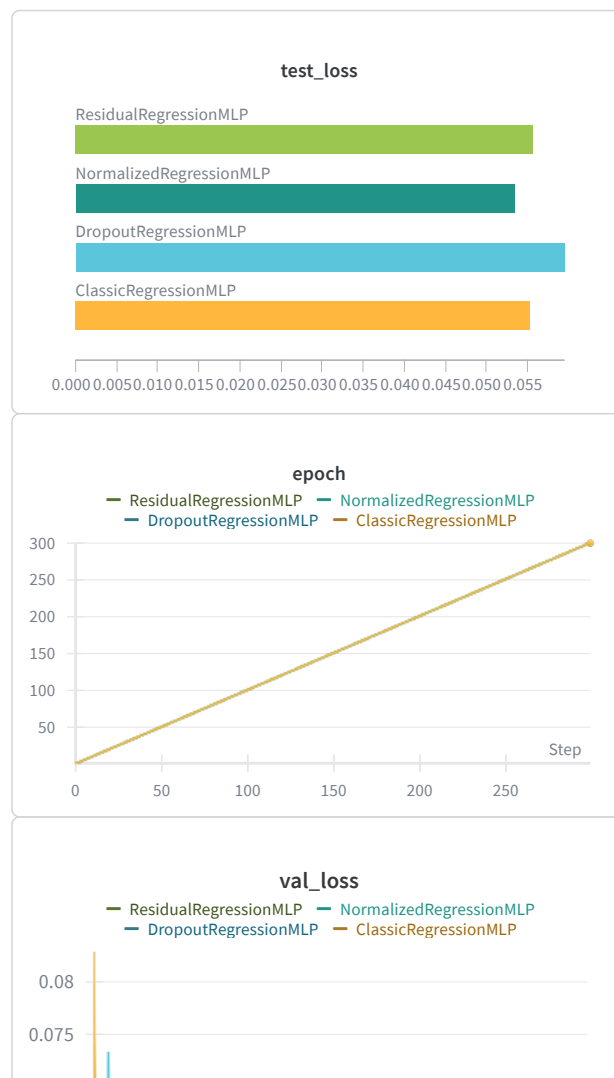 test_loss
ResidualRegressionMLP
NormalizedRegressionMLP
DropoutRegressionMLP
ClassicRegressionMLP
0.000 0.005 0.010 0.015 0.020 0.025 0.030 0.035 0.040 0.045 0.050 0.055
epoch
ResidualRegressionMLP NormalizedRegressionMLP
DropoutRegressionMLP ClassicRegressionMLP
300
250
200
150
100
50
Step
0 50 100 150 200 250
val_loss
ResidualRegressionMLP NormalizedRegressionMLP
DropoutRegressionMLP ClassicRegressionMLP
0.08
0.075